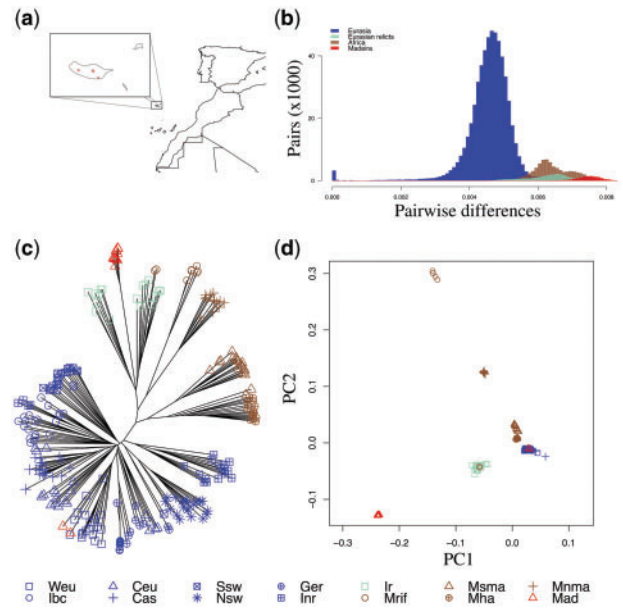 (a)
(b)
Eurasia
Eurasian relicts
Africa
Madeira
Pairs (x1000)
40
20
0
0.000 0.002 0.004 0.006 0.008
Pairwise differences
(c)
(d)
PC2
0.3
0.2
0.1
0.0
−0.1
−0.3 −0.2 −0.1 0.0 0.1
PC1
Weu Ceu Ssw Ger Ir Msma Mnma
Ibc Cas Nsw Inr Mrif Mha Mad